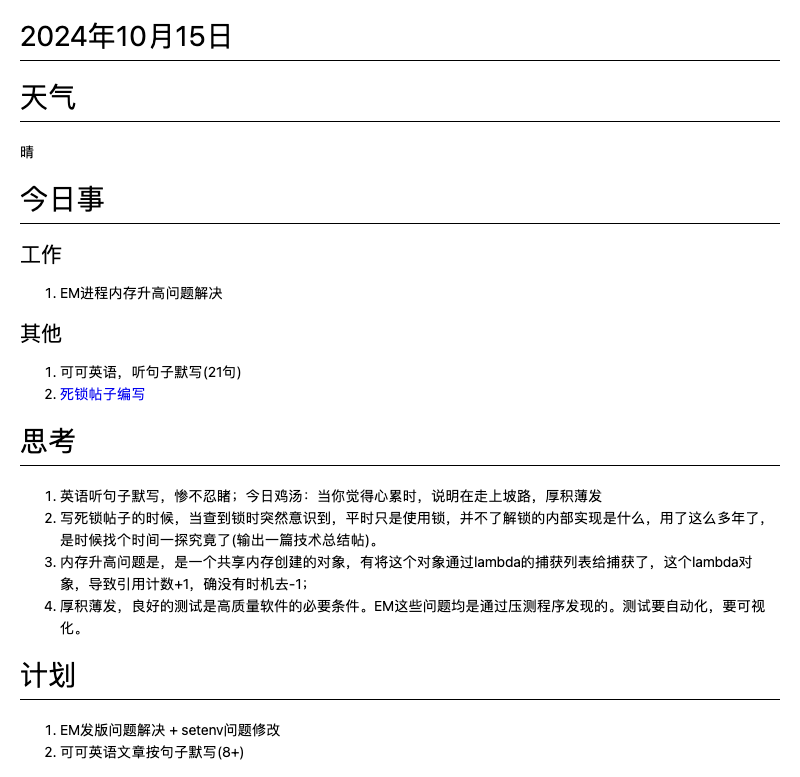 2024年10月15日
天气
晴
今日事
工作
1. EM进程内存升高问题解决
其他
1. 可可英语，听句子默写(21句)
2. 死锁帖子编写
思考
1. 英语听句子默写，惨不忍睹；今日鸡汤：当你觉得心累时，说明在走上坡路，厚积薄发
2. 写死锁帖子的时候，当查到锁时突然意识到，平时只是使用锁，并不了解锁的内部实现是什么，用了这么多年了，
是时候找个时间一探究竟了(输出一篇技术总结帖)。
3. 内存升高问题是，是一个共享内存创建的对象，有将这个对象通过lambda的捕获列表给捕获了，这个lambda对
象，导致引用计数+1，确没有时机去-1；
4. 厚积薄发，良好的测试是高质量软件的必要条件。EM这些问题均是通过压测程序发现的。测试要自动化，要可视
化。
计划
1. EM发版问题解决 + setenv问题修改
2. 可可英语文章按句子默写(8+)